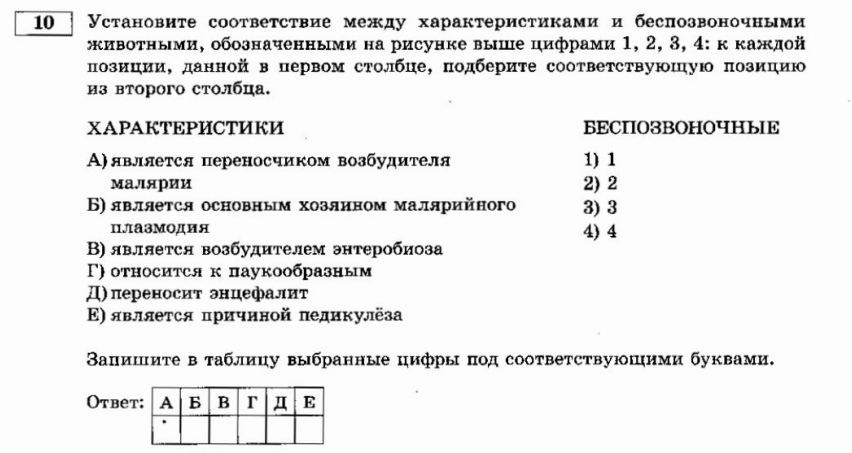 10 Установите соответствие между характеристиками и беспозвоночными
животными, обозначенными на рисунке выше цифрами 1, 2, 3, 4: к каждой
позиции, данной в первом столбце, подберите соответствующую позицию
из второго столбца.
ХАРАКТЕРИСТИКИ БЕСПОЗВОНОЧНЫЕ
А) является переносчиком возбудителя 1) 1
малярии 2) 2
Б) является основным хозяином малярийного 3) 3
плазмодия 4) 4
В) является возбудителем энтеробиоза
Г) относится к паукообразным
Д) переносит энцефалит
Е) является причиной педикулёза
Запишите в таблицу выбранные цифры под соответствующими буквами.
Ответ: А Б В Г Д Е